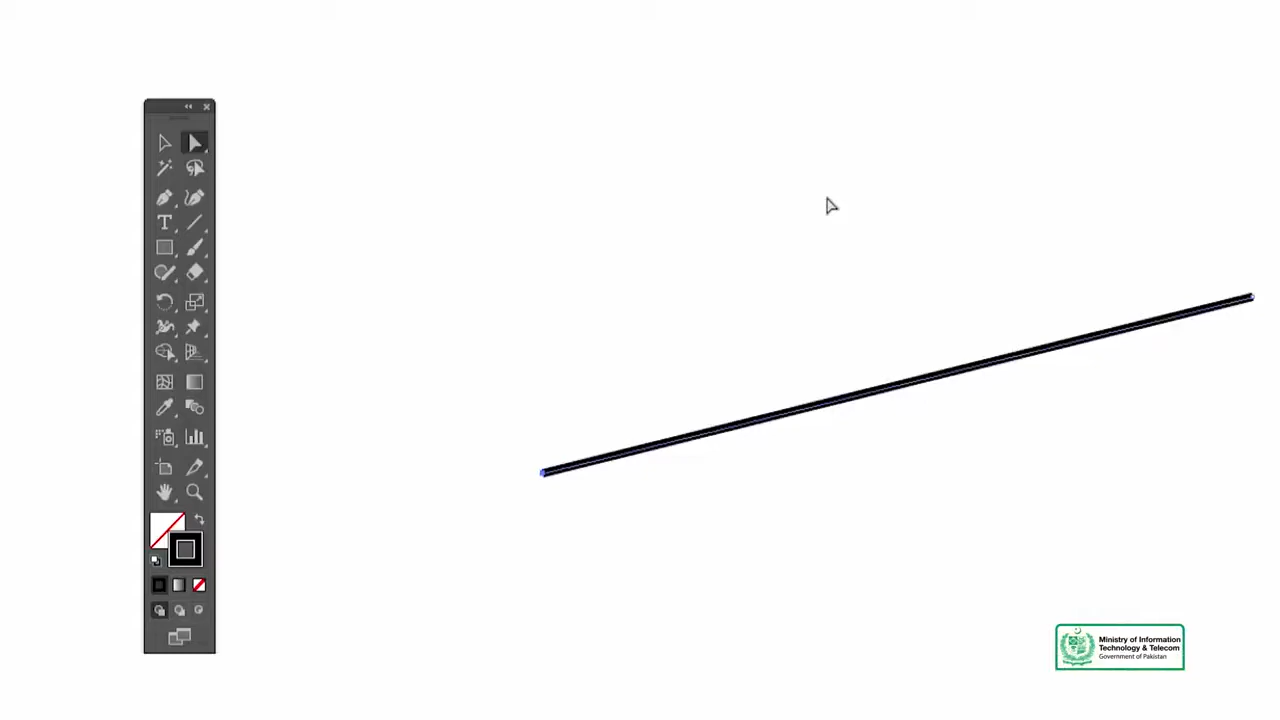 Ministry of Information
Technology & Telecom
Government of Pakistan